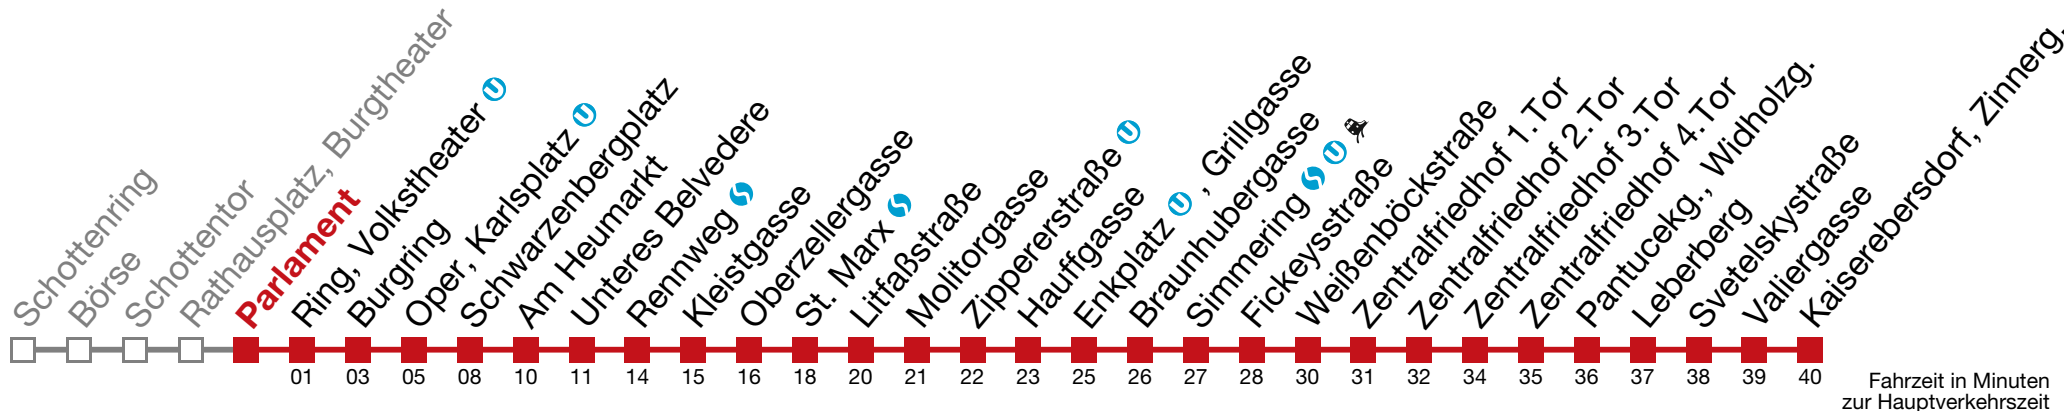 Schottenring
Börse
Schottentor
Rathausplatz, Burgtheater
Parlament
Ring, Volkstheater U
Burgring
Oper, Karlsplatz U
Schwarzenbergplatz
Am Heumarkt
Unteres Belvedere
Rennweg S
Kleistgasse
Oberzellergasse
St. Marx S
Litfaßstraße
Molitorgasse
Zippererstraße U
Hauffgasse
Enkplatz U, Grillgasse
Braunhubergasse
Simmering S U
Fickeysstraße
Weißenböckstraße
Zentralfriedhof 1.Tor
Zentralfriedhof 2.Tor
Zentralfriedhof 3.Tor
Zentralfriedhof 4.Tor
Pantucekg., Widholzg.
Leberberg
Svetelskystraße
Valiergasse
Kaiserebersdorf, Zinnerg.
01 03 05 08 10 11 14 15 16 18 20 21 22 23 25 26 27 28 30 31 32 34 35 36 37 38 39 40
Fahrzeit in Minuten
zur Hauptverkehrszeit